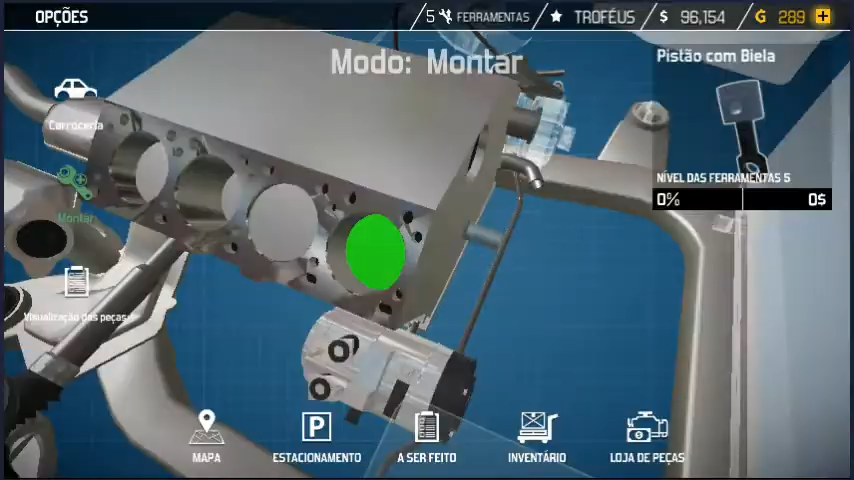 OPÇÕES
5 FERRAMENTAS
TROFÉUS
$ 96,154
G 289
Modo: Montar
Pistão com Biela
Carroceria
NÍVEL DAS FERRAMENTAS 5
0% 0$
Montar
Visualização das peças
MAPA
P
ESTACIONAMENTO
A SER FEITO
INVENTÁRIO
LOJA DE PEÇAS